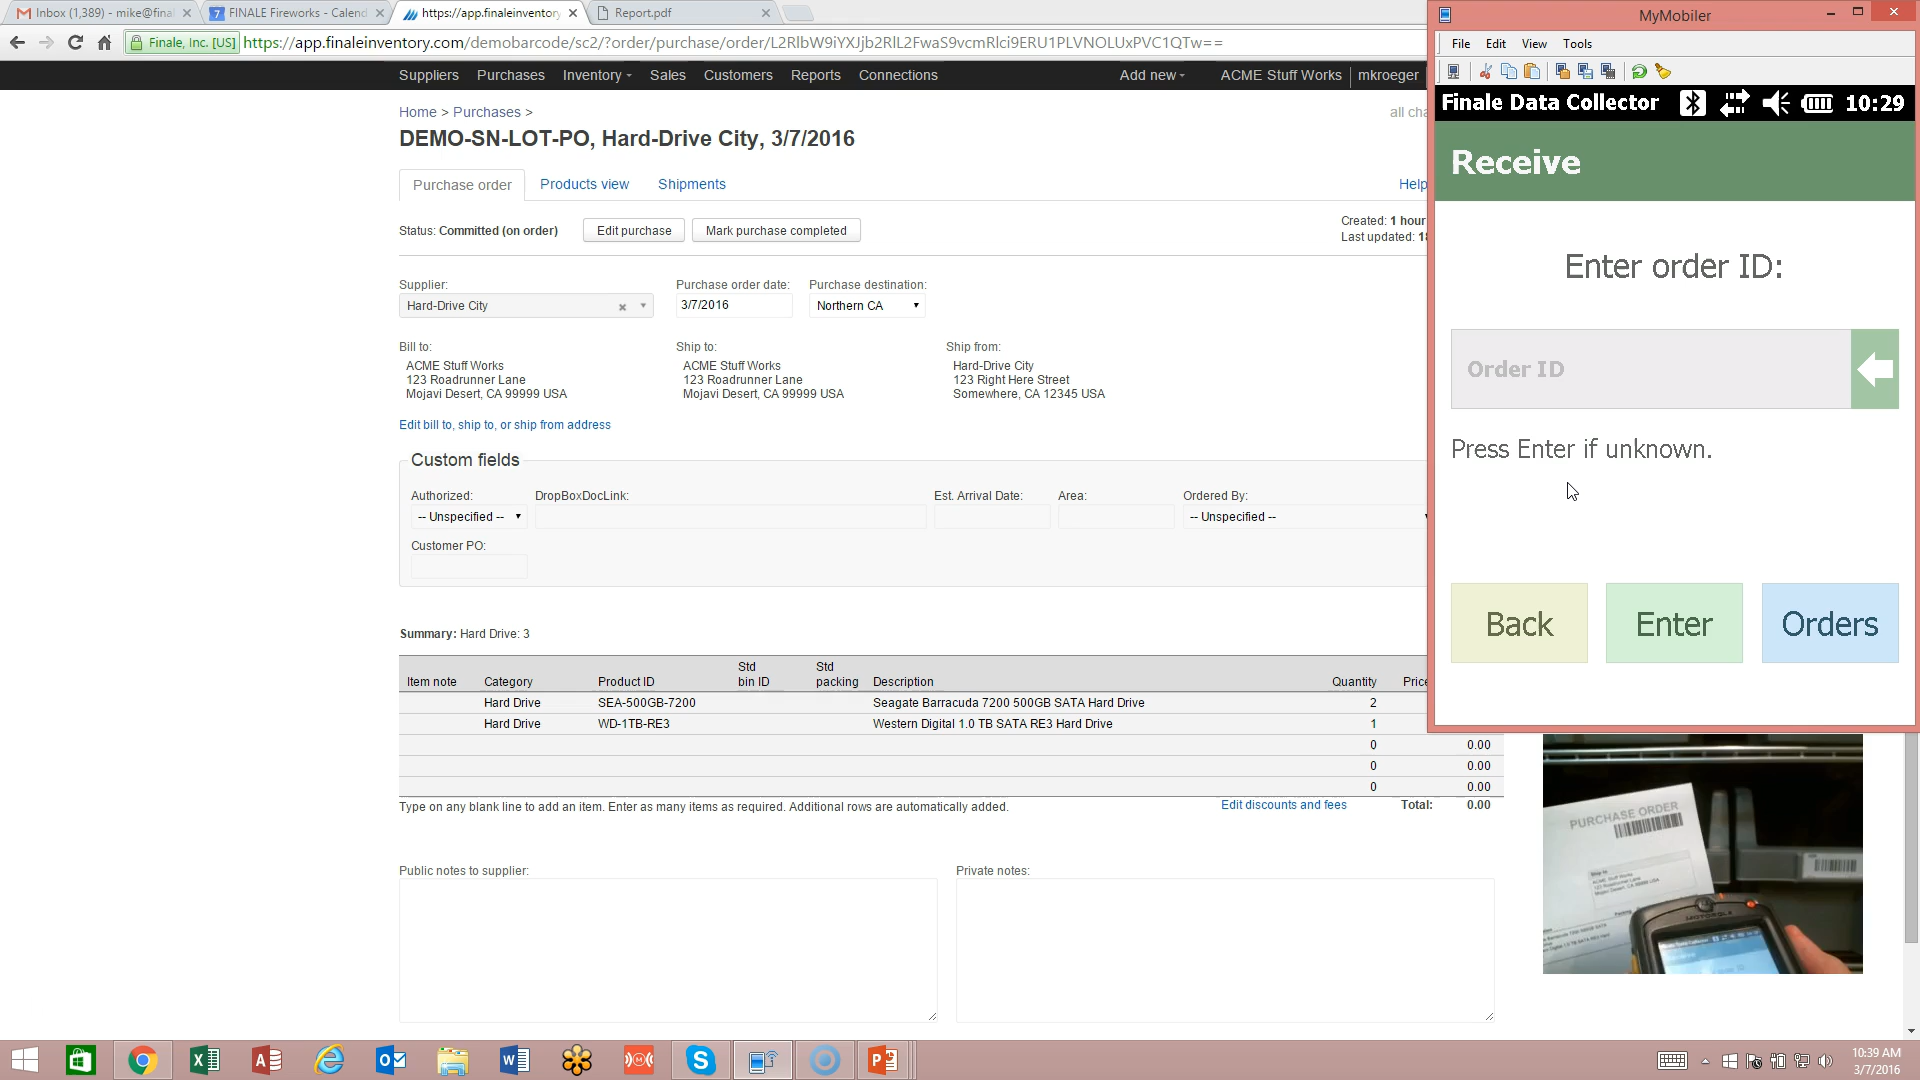 Inbox (1,389) - mike@final
FINALE Fireworks - Calend
https://app.finaleinventory
Report.pdf
Finale, Inc. [US]
https://app.finaleinventory.com/demobarcode/sc2/?order/purchase/order/L2RlbW9iYXJjb2RlL2FwaS9vcmRlci9ERU1PLVNOLUxPVC1QTw==
Suppliers Purchases Inventory Sales Customers Reports Connections Add new ACME Stuff Works mkroeger
Home > Purchases >
all cha
DEMO-SN-LOT-PO, Hard-Drive City, 3/7/2016
Purchase order Products view Shipments Help
Status: Committed (on order) Edit purchase Mark purchase completed
Created: 1 hour
Last updated: 18
Supplier: Purchase order date: Purchase destination:
Hard-Drive City 3/7/2016 Northern CA
Bill to: Ship to: Ship from:
ACME Stuff Works ACME Stuff Works Hard-Drive City
123 Roadrunner Lane 123 Roadrunner Lane 123 Right Here Street
Mojavi Desert, CA 99999 USA Mojavi Desert, CA 99999 USA Somewhere, CA 12345 USA
Edit bill to, ship to, or ship from address
Custom fields
Authorized: DropBoxDocLink: Est. Arrival Date: Area: Ordered By:
-- Unspecified -- -- Unspecified --
Customer PO:
Summary: Hard Drive: 3
Item note Category Product ID Std bin ID Std packing Description Quantity Price
Hard Drive SEA-500GB-7200 Seagate Barracuda 7200 500GB SATA Hard Drive 2
Hard Drive WD-1TB-RE3 Western Digital 1.0 TB SATA RE3 Hard Drive 1
0 0.00
0 0.00
0 0.00
Type on any blank line to add an item. Enter as many items as required. Additional rows are automatically added. Edit discounts and fees Total: 0.00
Public notes to supplier: Private notes:
MyMobiler
File Edit View Tools
Finale Data Collector 10:29
Receive
Enter order ID:
Order ID
Press Enter if unknown.
Back Enter Orders
PURCHASE ORDER
Ship to
ACME Stuff Works
123 Roadrunner Lane
MOTOROLA
10:39 AM
3/7/2016